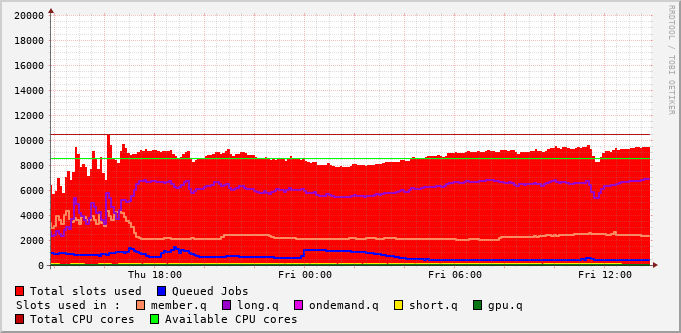 20000
18000
16000
14000
12000
10000
8000
6000
4000
2000
0
Thu 18:00 Fri 00:00 Fri 06:00 Fri 12:00
RRDTOOL / TOBI OETIKER
Total slots used Queued Jobs
Slots used in : member.q long.q ondemand.q short.q gpu.q
Total CPU cores Available CPU cores